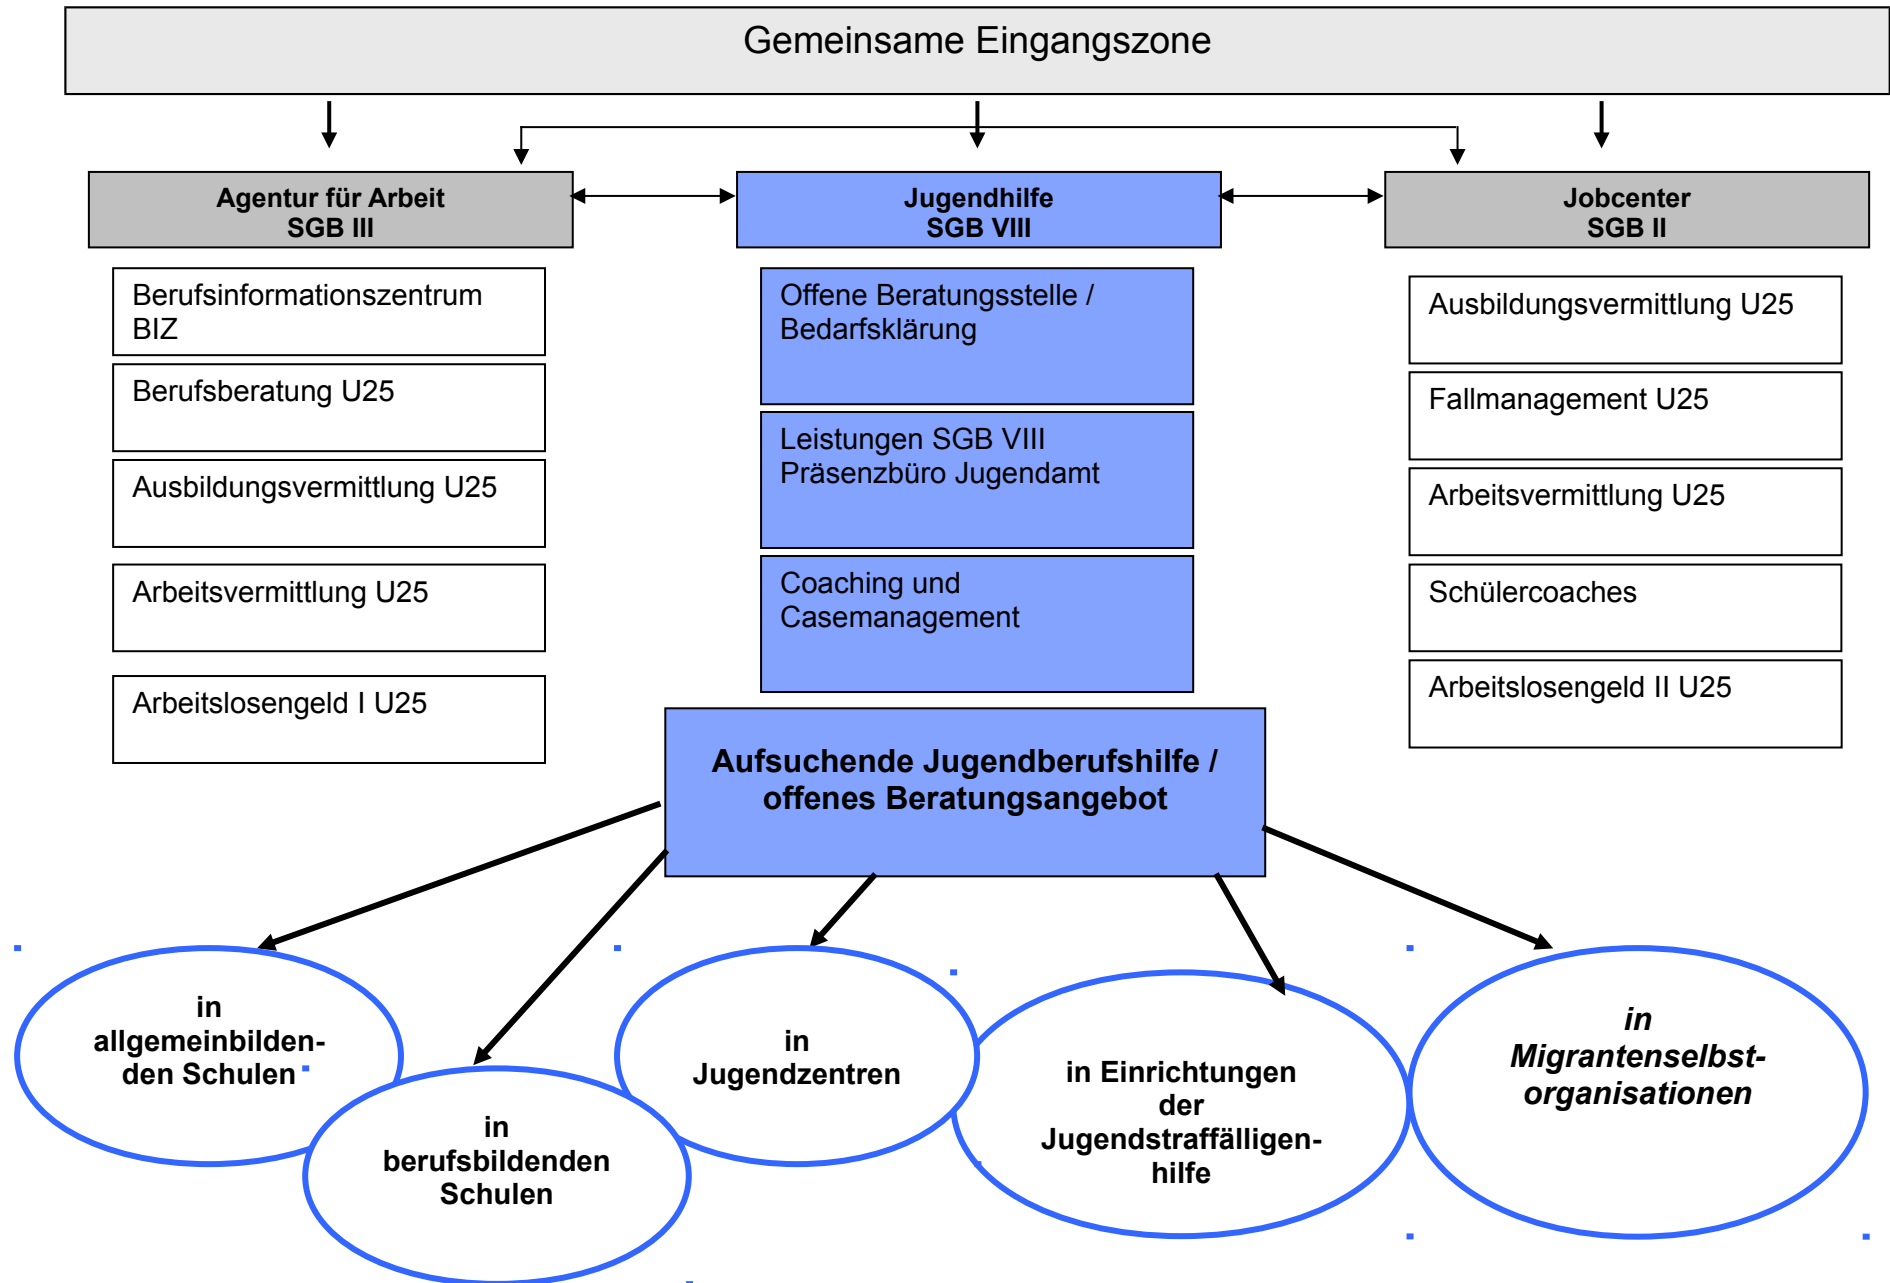 Gemeinsame Eingangszone
Agentur für Arbeit
SGB III
Jugendhilfe
SGB VIII
Jobcenter
SGB II
Berufsinformationszentrum
BIZ
Berufsberatung U25
Ausbildungsvermittlung U25
Arbeitsvermittlung U25
Arbeitslosengeld I U25
Offene Beratungsstelle /
Bedarfsklärung
Leistungen SGB VIII
Präsenzbüro Jugendamt
Coaching und
Casemanagement
Ausbildungsvermittlung U25
Fallmanagement U25
Arbeitsvermittlung U25
Schülercoaches
Arbeitslosengeld II U25
Aufsuchende Jugendberufshilfe /
offenes Beratungsangebot
in
allgemeinbilden-
den Schulen
in
berufsbildenden
Schulen
in
Jugendzentren
in Einrichtungen
der
Jugendstraffälligen-
hilfe
in
Migrantenselbst-
organisationen